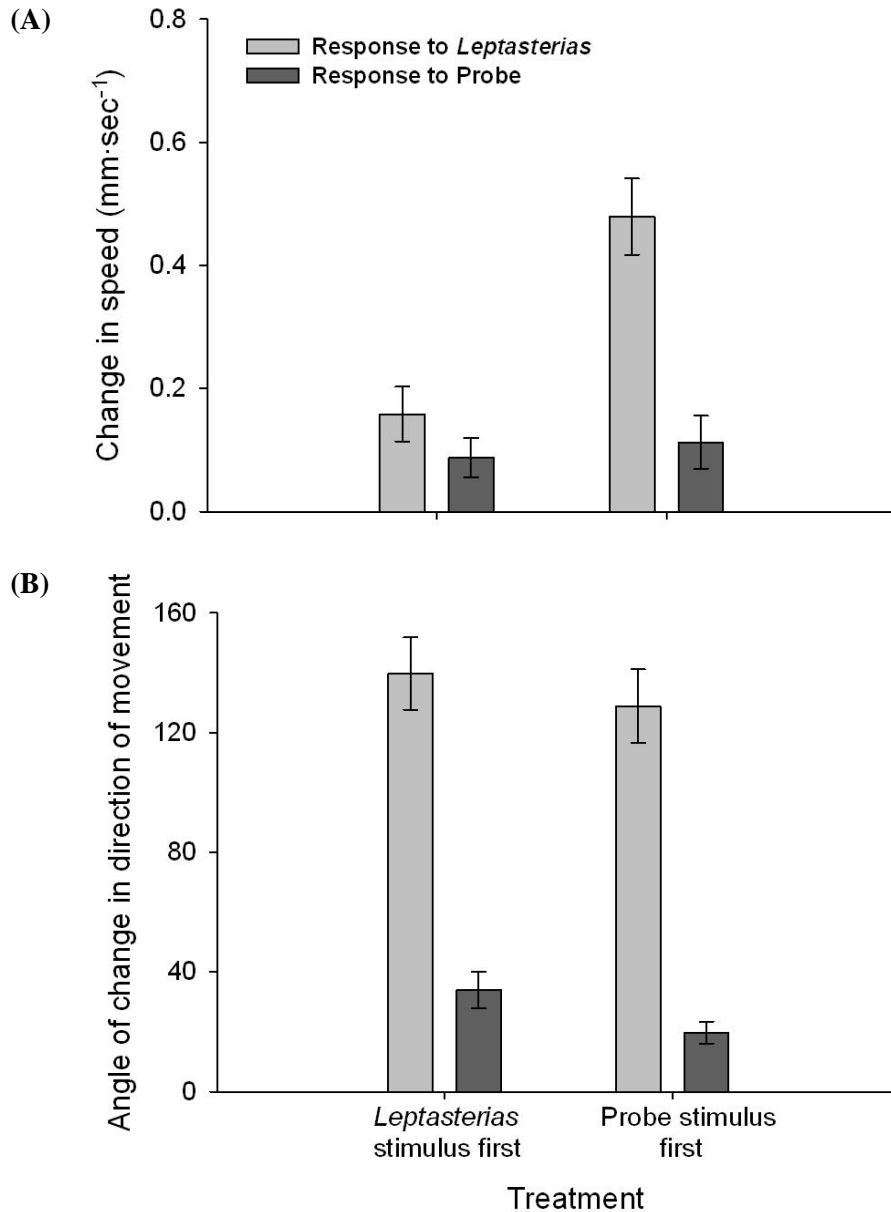 (A)
0.8
0.6
0.4
0.2
0.0
Change in speed (mm·sec⁻¹)
Response to Leptasterias
Response to Probe
(B)
160
120
80
40
0
Angle of change in direction of movement
Leptasterias
stimulus first
Probe stimulus
first
Treatment